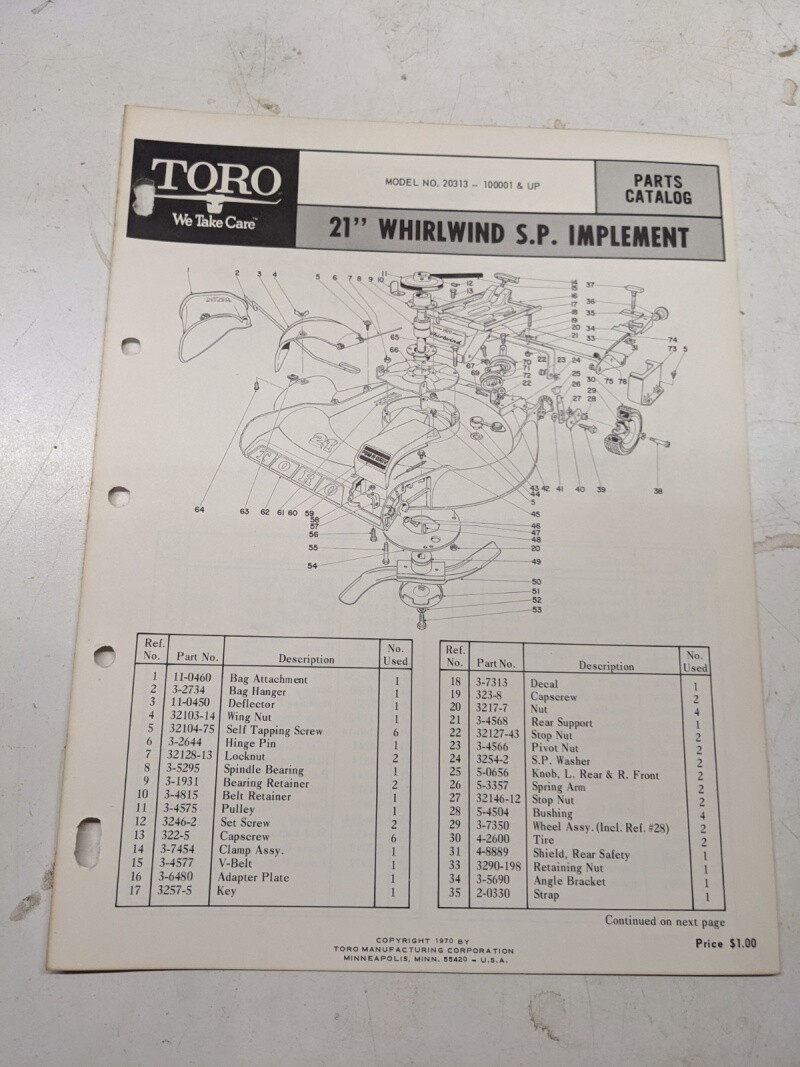 TORO
We Take Care™
MODEL NO. 20313 – 100001 & UP
PARTS
CATALOG
21" WHIRLWIND S.P. IMPLEMENT
Whirlwind
21
TORO
Ref. No. Part No. Description No. Used
1 11-0460 Bag Attachment 1
2 3-2734 Bag Hanger 1
3 11-0450 Deflector 1
4 32103-14 Wing Nut 1
5 32104-75 Self Tapping Screw 6
6 3-2644 Hinge Pin 1
7 32128-13 Locknut 2
8 3-5295 Spindle Bearing 1
9 3-1931 Bearing Retainer 2
10 3-4815 Belt Retainer 1
11 3-4575 Pulley 1
12 3246-2 Set Screw 2
13 322-5 Capscrew 6
14 3-7454 Clamp Assy. 1
15 3-4577 V-Belt 1
16 3-6480 Adapter Plate 1
17 3257-5 Key 1
Ref. No. Part No. Description No. Used
18 3-7313 Decal 1
19 323-8 Capscrew 2
20 3217-7 Nut 4
21 3-4568 Rear Support 1
22 32127-43 Stop Nut 2
23 3-4566 Pivot Nut 2
24 3254-2 S.P. Washer 2
25 5-0656 Knob, L. Rear & R. Front 2
26 5-3357 Spring Arm 2
27 32146-12 Stop Nut 2
28 5-4504 Bushing 4
29 3-7350 Wheel Assy. (Incl. Ref. #28) 2
30 4-2600 Tire 2
31 4-8889 Shield, Rear Safety 1
33 3290-198 Retaining Nut 1
34 3-5690 Angle Bracket 1
35 2-0330 Strap 1
Continued on next page
COPYRIGHT 1970 BY
TORO MANUFACTURING CORPORATION
MINNEAPOLIS, MINN. 55420 – U.S.A.
Price $1.00